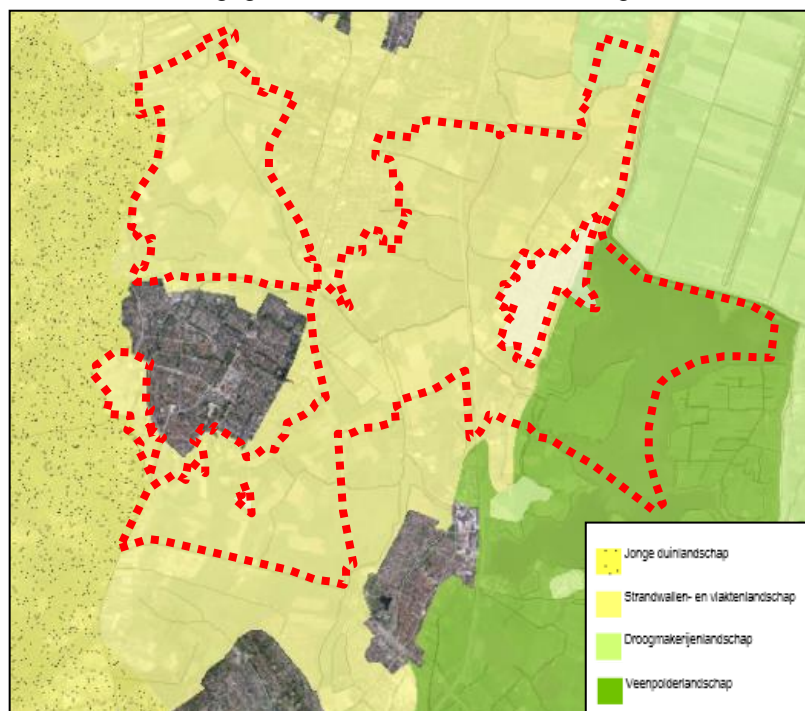 Jonge duinlandschap
Strandwallen- en vlaktenlandschap
Droogmakerijenlandschap
Veenpolderlandschap